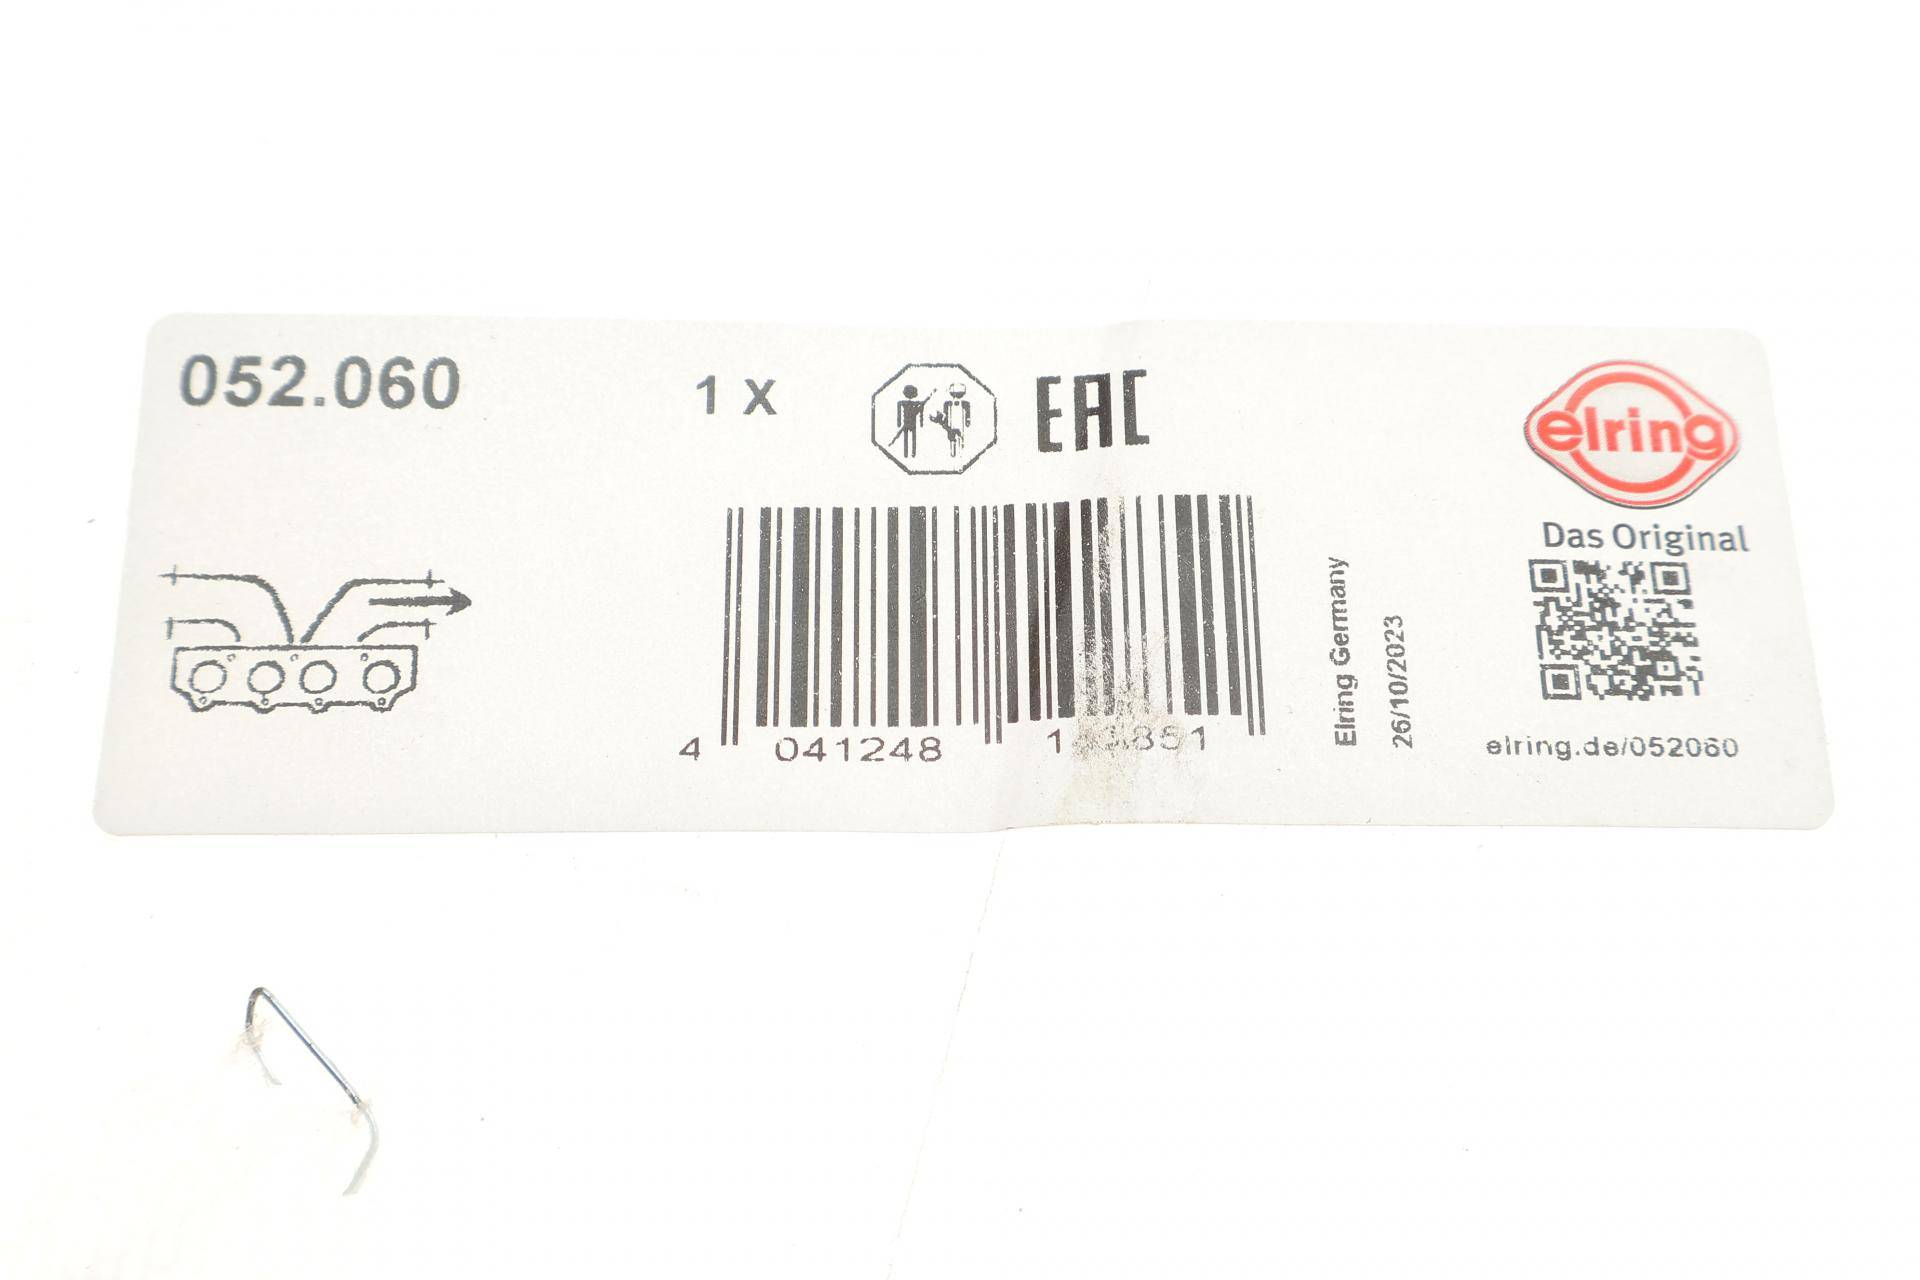 052.060
1 X
EAC
elring
Das Original
4 041248
Elring Germany
26/10/2023
elring.de/052060